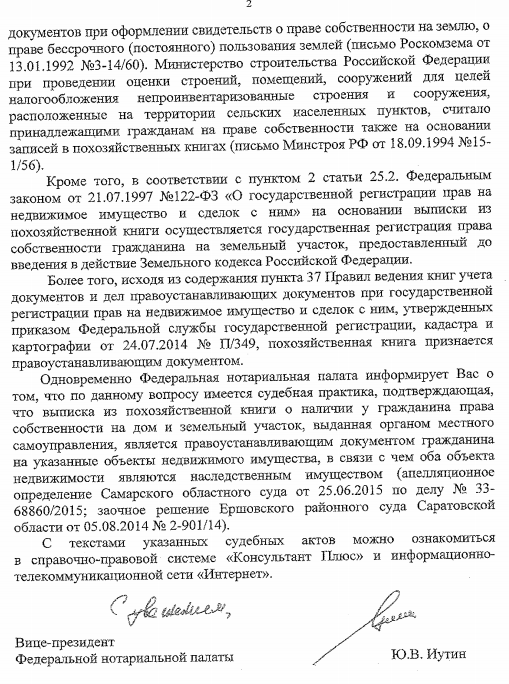 2
документов при оформлении свидетельств о праве собственности на землю, о
праве бессрочного (постоянного) пользования землей (письмо Роскомзема от
13.01.1992 №3-14/60). Министерство строительства Российской Федерации
при проведении оценки строений, помещений, сооружений для целей
налогообложения непроинвентаризованные строения и сооружения,
расположенные на территории сельских населенных пунктов, считало
принадлежащими гражданам на праве собственности также на основании
записей в похозяйственных книгах (письмо Минстроя РФ от 18.09.1994 №15-
1/56).
Кроме того, в соответствии с пунктом 2 статьи 25.2. Федеральным
законом от 21.07.1997 №122-ФЗ «О государственной регистрации прав на
недвижимое имущество и сделок с ним» на основании выписки из
похозяйственной книги осуществляется государственная регистрация права
собственности гражданина на земельный участок, предоставленный до
введения в действие Земельного кодекса Российской Федерации.
Более того, исходя из содержания пункта 37 Правил ведения книг учета
документов и дел правоустанавливающих документов при государственной
регистрации прав на недвижимое имущество и сделок с ним, утвержденных
приказом Федеральной службы государственной регистрации, кадастра и
картографии от 24.07.2014 № П/349, похозяйственная книга признается
правоустанавливающим документом.
Одновременно Федеральная нотариальная палата информирует Вас о
том, что по данному вопросу имеется судебная практика, подтверждающая,
что выписка из похозяйственной книги о наличии у гражданина права
собственности на дом и земельный участок, выданная органом местного
самоуправления, является правоустанавливающим документом гражданина
на указанные объекты недвижимого имущества, в связи с чем оба объекта
недвижимости являются наследственным имуществом (апелляционное
определение Самарского областного суда от 25.06.2015 по делу № 33-
68860/2015; заочное решение Ершовского районного суда Саратовской
области от 05.08.2014 № 2-901/14).
С текстами указанных судебных актов можно ознакомиться
в справочно-правовой системе «Консультант Плюс» и информационно-
телекоммуникационной сети «Интернет».
С уважением,
Вице-президент
Федеральной нотариальной палаты Ю.В. Иутин